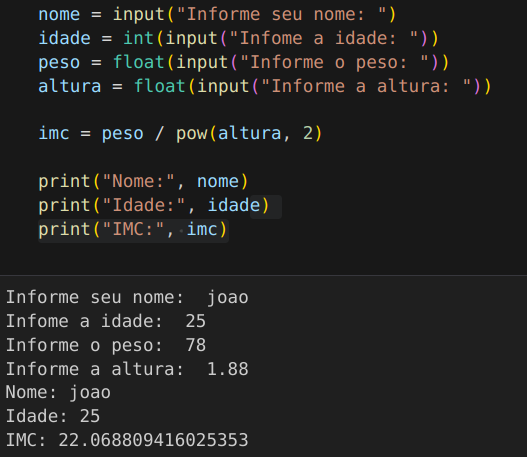 nome = input("Informe seu nome: ")
idade = int(input("Infome a idade: "))
peso = float(input("Informe o peso: "))
altura = float(input("Informe a altura: "))
imc = peso / pow(altura, 2)
print("Nome:", nome)
print("Idade:", idade)
print("IMC:", imc)
Informe seu nome:  joao
Infome a idade:  25
Informe o peso:  78
Informe a altura:  1.88
Nome: joao
Idade: 25
IMC: 22.068809416025353